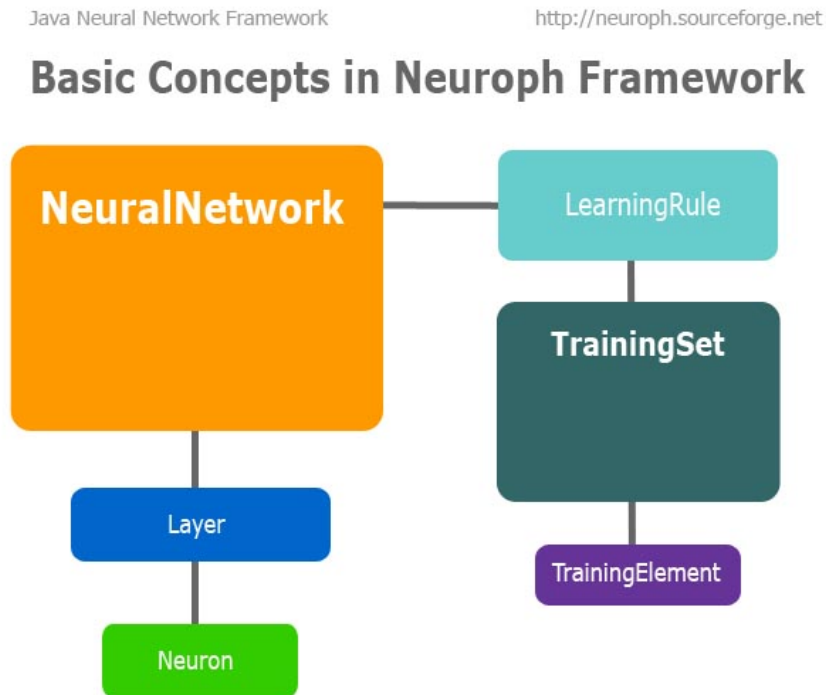 Java Neural Network Framework
http://neuroph.sourceforge.net
Basic Concepts in Neuroph Framework
NeuralNetwork
LearningRule
TrainingSet
Layer
TrainingElement
Neuron